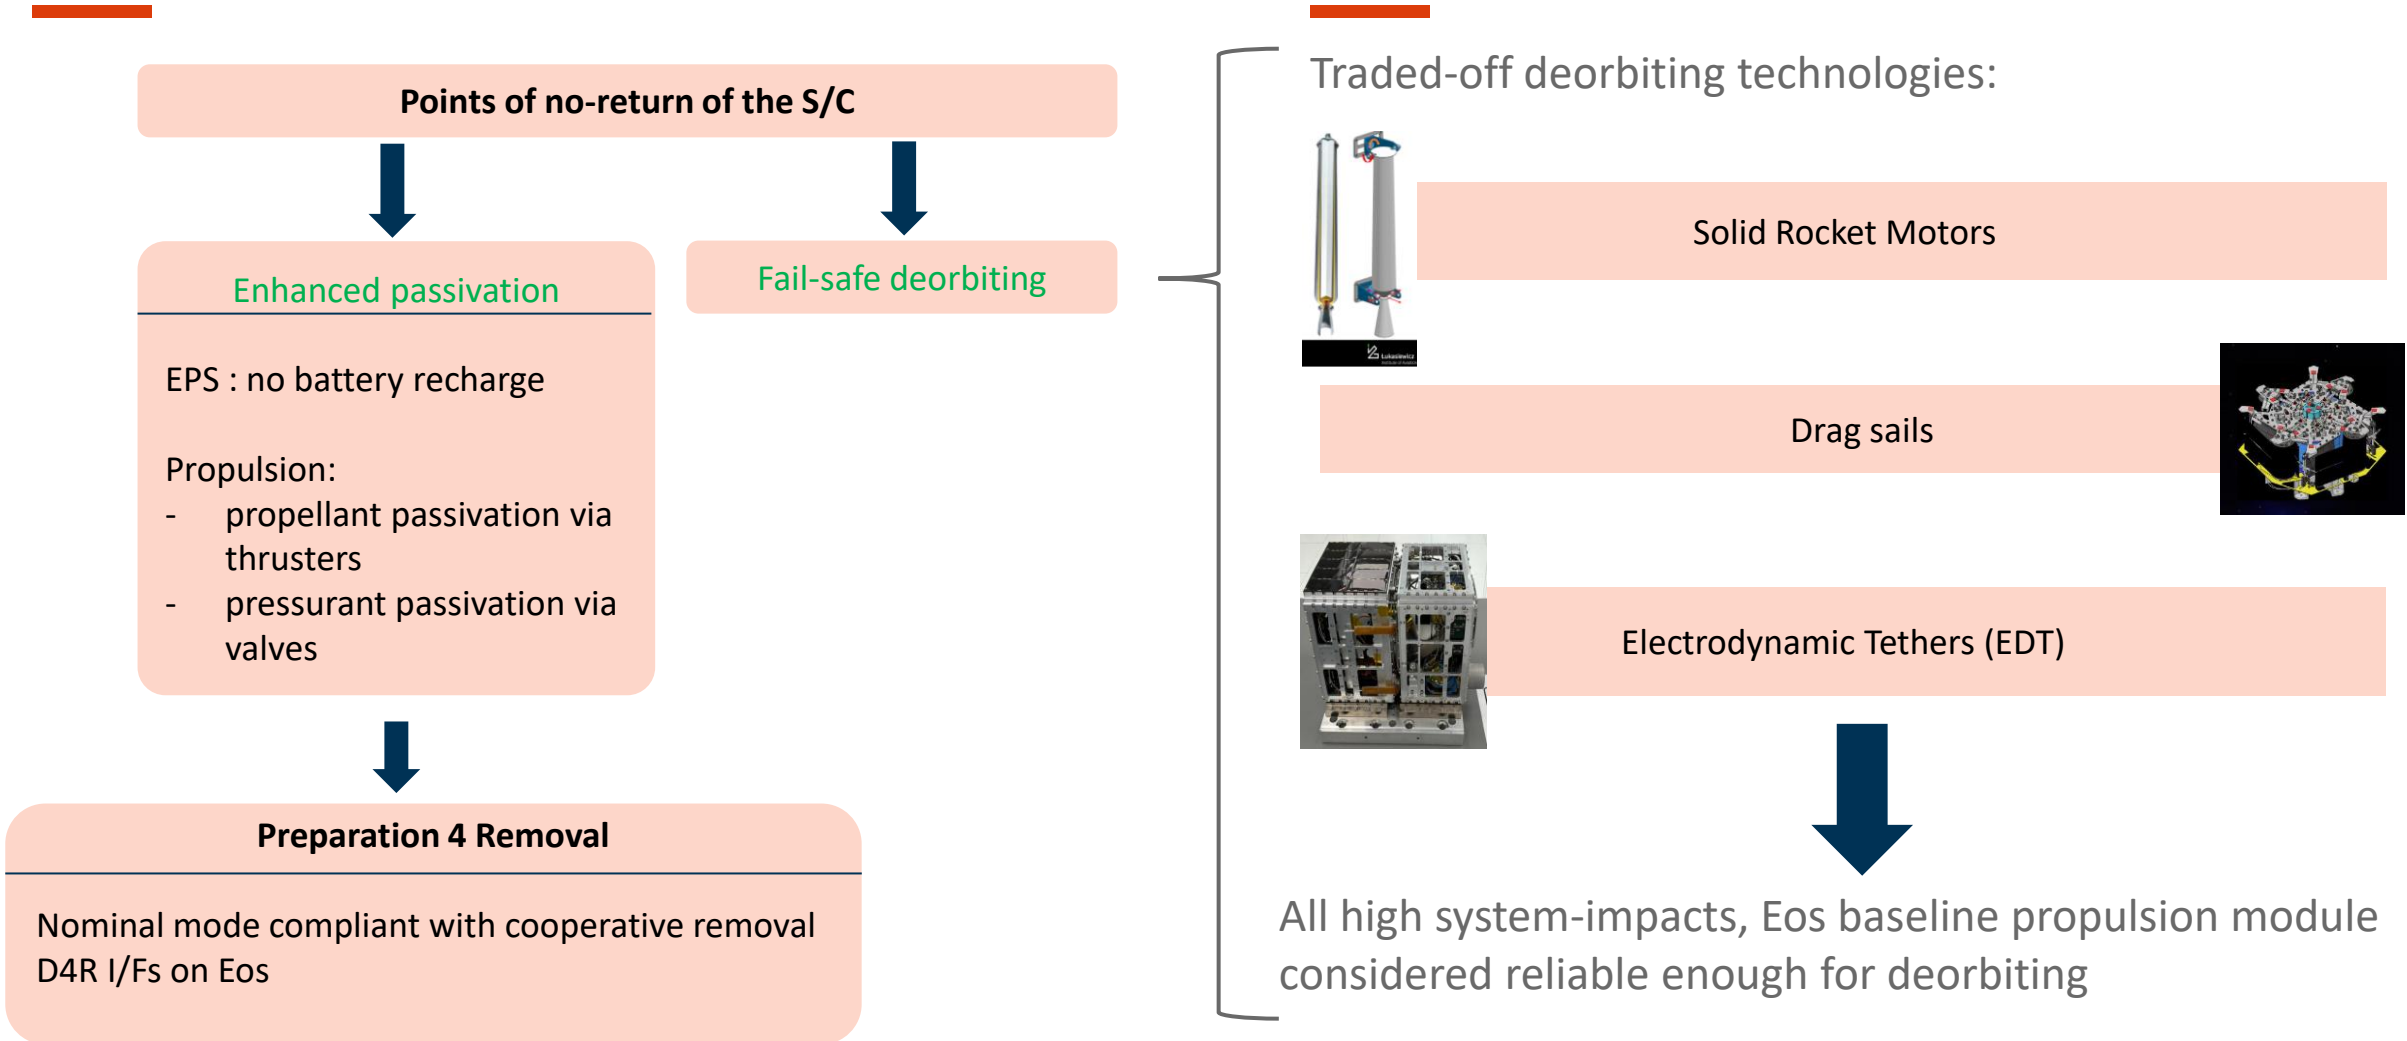 Points of no-return of the S/C
Enhanced passivation
EPS : no battery recharge
Propulsion:
- propellant passivation via
thrusters
- pressurant passivation via
valves
Fail-safe deorbiting
Preparation 4 Removal
Nominal mode compliant with cooperative removal
D4R I/Fs on Eos
Traded-off deorbiting technologies:
Łukasiewicz
Solid Rocket Motors
Drag sails
Electrodynamic Tethers (EDT)
All high system-impacts, Eos baseline propulsion module
considered reliable enough for deorbiting